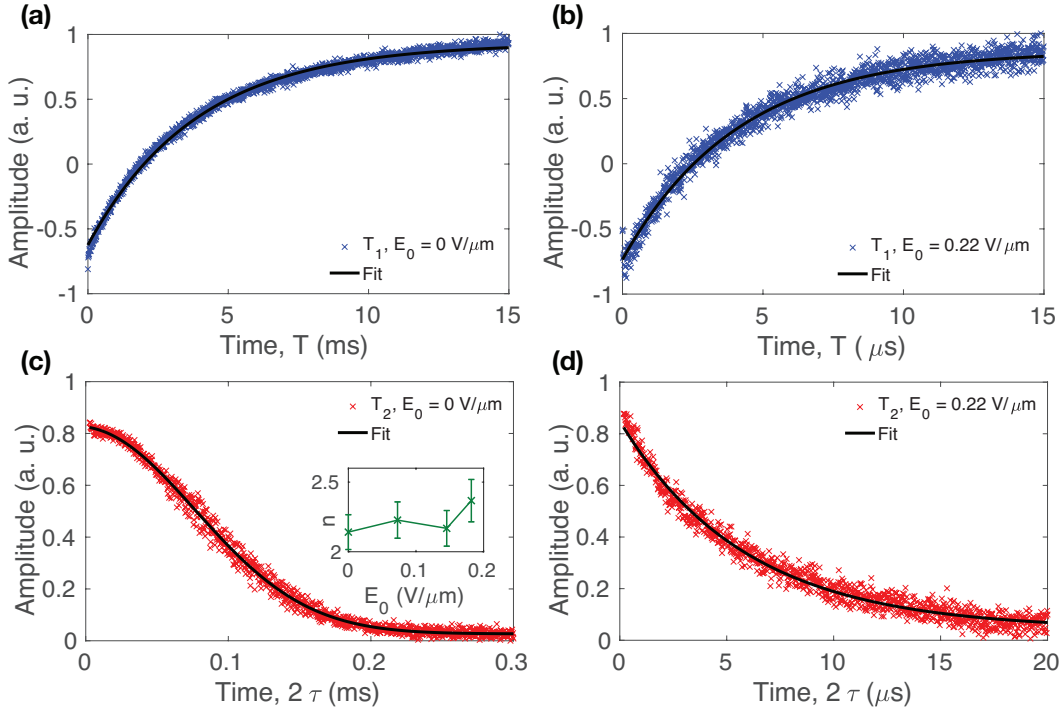 (a)
1
0.5
0
-0.5
-1
Amplitude (a. u.)
T1, E0 = 0 V/μm
Fit
0 5 10 15
Time, T (ms)
(b)
1
0.5
0
-0.5
-1
Amplitude (a. u.)
T1, E0 = 0.22 V/μm
Fit
0 5 10 15
Time, T ( μs)
(c)
1
0.8
0.6
0.4
0.2
0
Amplitude (a. u.)
T2, E0 = 0 V/μm
Fit
2.5
2
n
0 0.1 0.2
E0 (V/μm)
0 0.1 0.2 0.3
Time, 2 τ (ms)
(d)
1
0.8
0.6
0.4
0.2
0
Amplitude (a. u.)
T2, E0 = 0.22 V/μm
Fit
0 5 10 15 20
Time, 2 τ (μs)